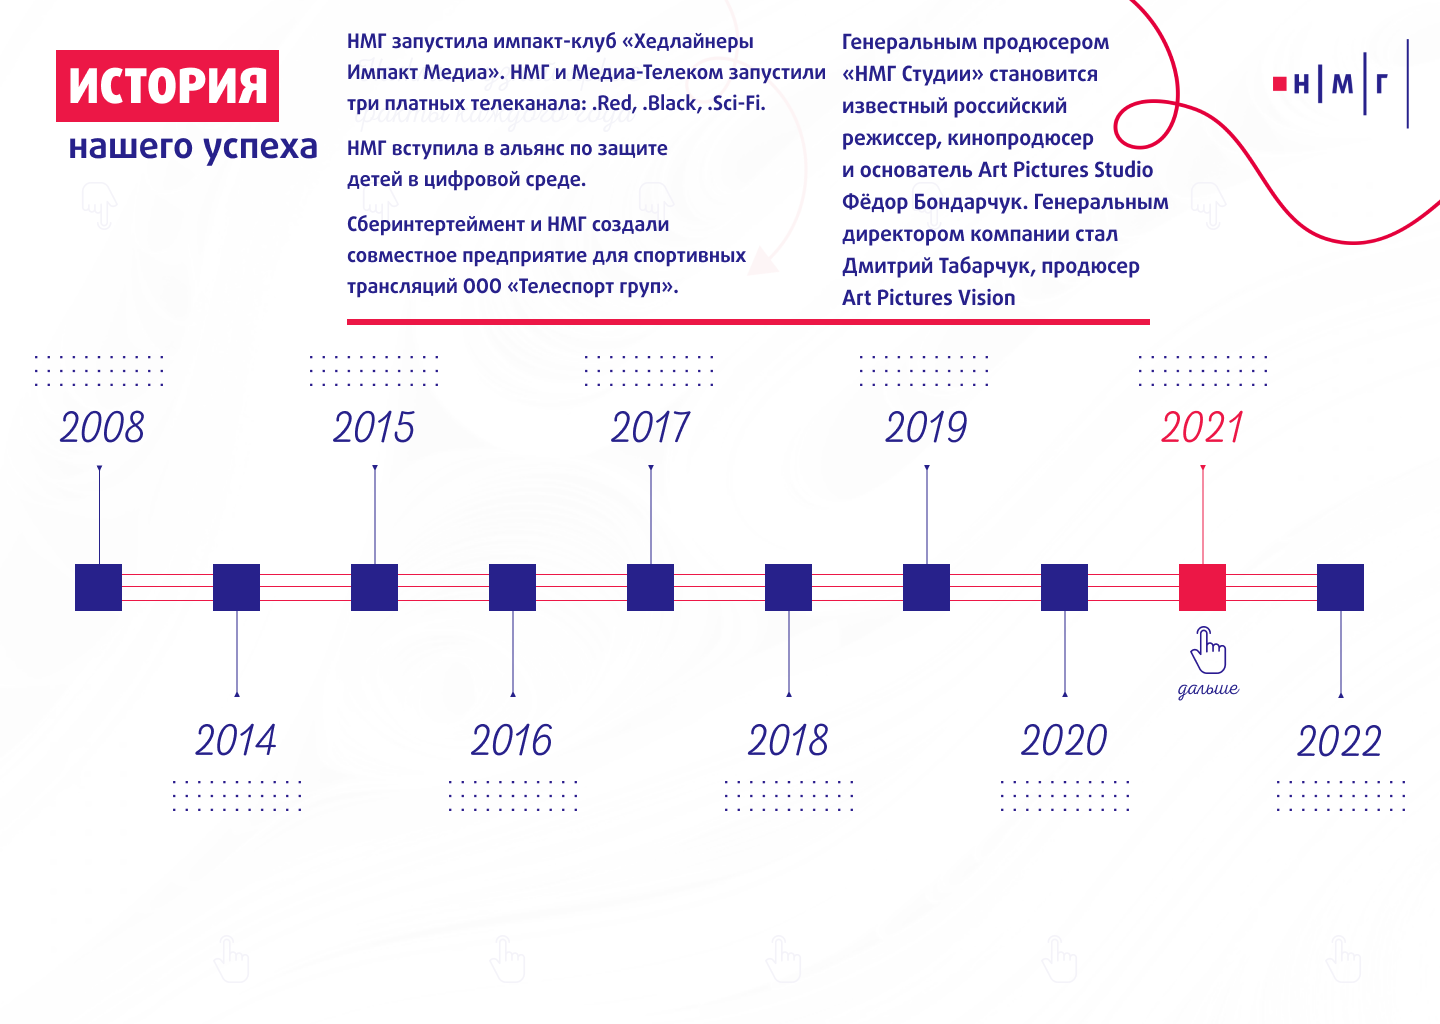 ИСТОРИЯ
нашего успеха
НМГ запустила импакт-клуб «Хедлайнеры
Импакт Медиа». НМГ и Медиа-Телеком запустили
три платных телеканала: .Red, .Black, .Sci-Fi.
НМГ вступила в альянс по защите
детей в цифровой среде.
Сберинтертеймент и НМГ создали
совместное предприятие для спортивных
трансляций ООО «Телеспорт груп».
Генеральным продюсером
«НМГ Студии» становится
известный российский
режиссер, кинопродюсер
и основатель Art Pictures Studio
Фёдор Бондарчук. Генеральным
директором компании стал
Дмитрий Табарчук, продюсер
Art Pictures Vision
Н|М|Г
2008
2015
2017
2019
2021
дальше
2014
2016
2018
2020
2022